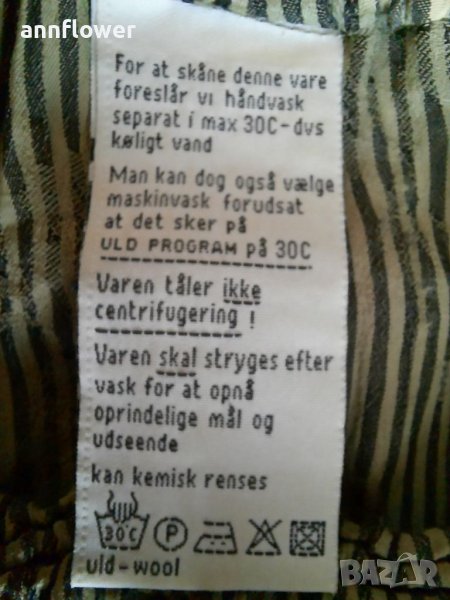 annflower
For at skåne denne vare
foreslår vi håndvask
separat i max 30C-dvs
køligt vand
Man kan dog også vælge
maskinvask forudsat
at det sker på
ULD PROGRAM på 30C
Varen tåler ikke
centrifugering !
Varen skal stryges efter
vask for at opnå
oprindelige mål og
udseende
kan kemisk renses
30°C P
uld-wool
BAZAR